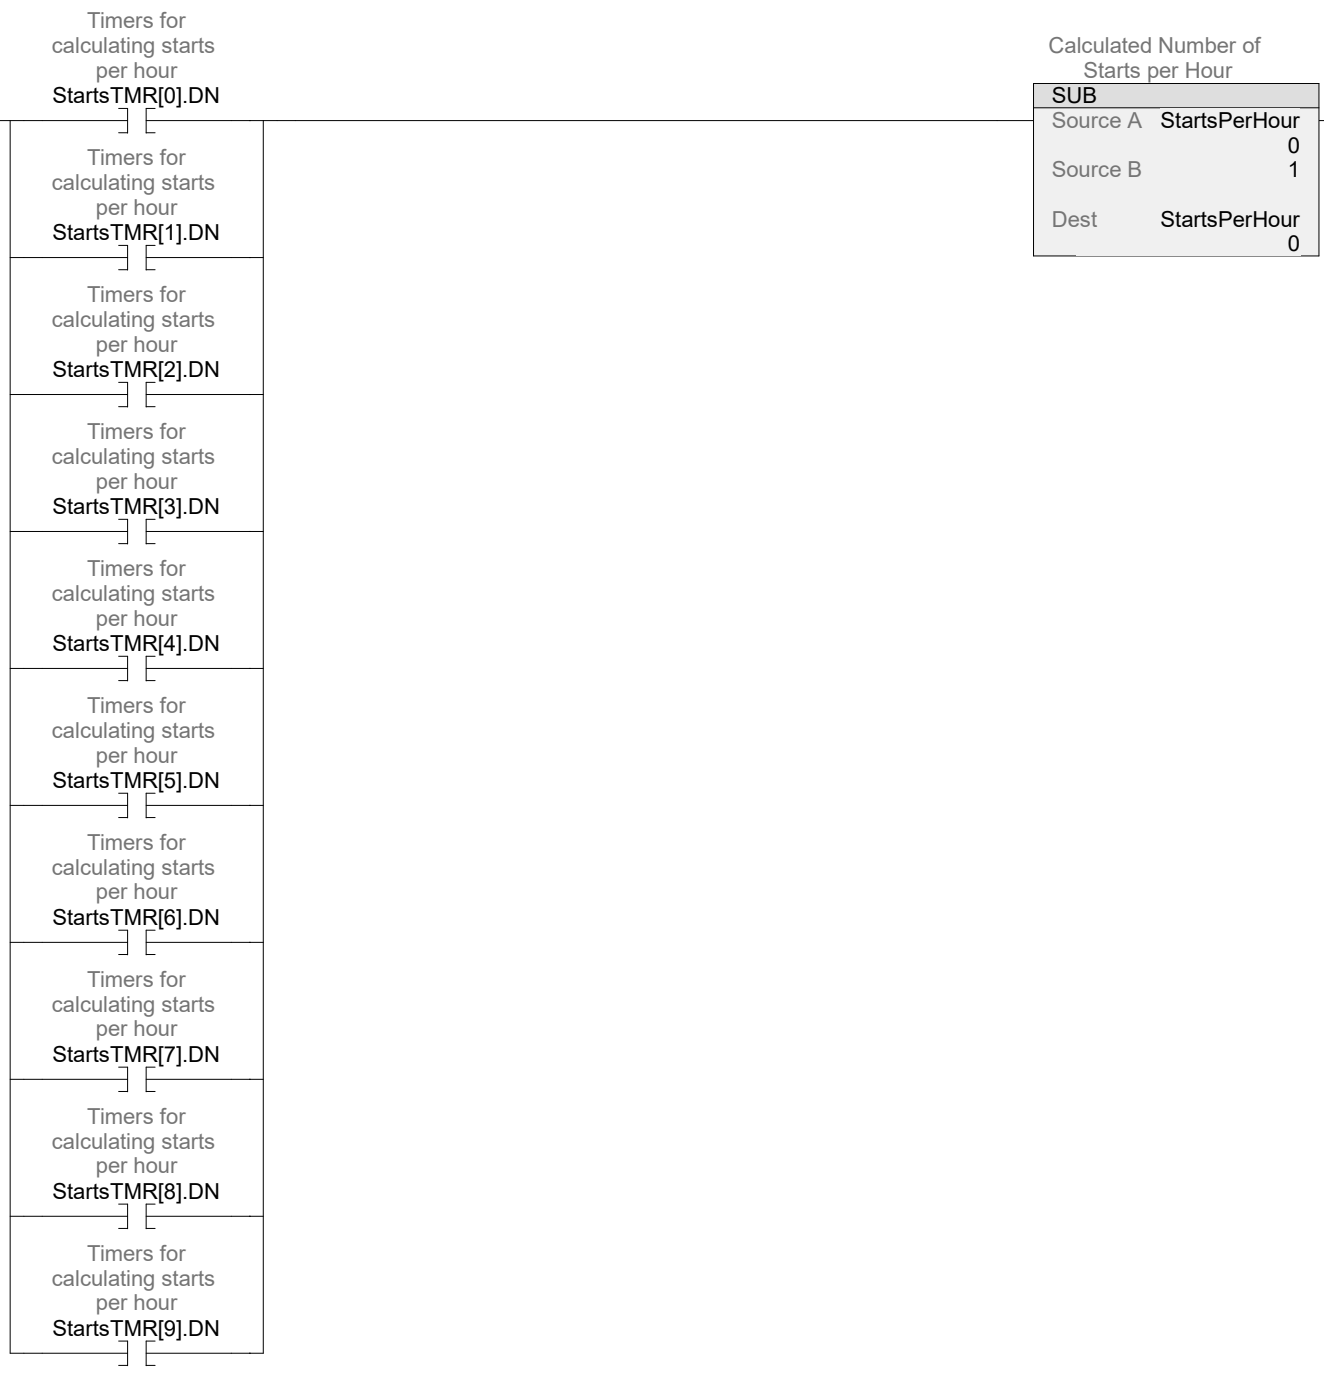 Timers for
calculating starts
per hour
StartsTMR[0].DN
Timers for
calculating starts
per hour
StartsTMR[1].DN
Timers for
calculating starts
per hour
StartsTMR[2].DN
Timers for
calculating starts
per hour
StartsTMR[3].DN
Timers for
calculating starts
per hour
StartsTMR[4].DN
Timers for
calculating starts
per hour
StartsTMR[5].DN
Timers for
calculating starts
per hour
StartsTMR[6].DN
Timers for
calculating starts
per hour
StartsTMR[7].DN
Timers for
calculating starts
per hour
StartsTMR[8].DN
Timers for
calculating starts
per hour
StartsTMR[9].DN
Calculated Number of
Starts per Hour
SUB
Source A StartsPerHour
0
Source B 1
Dest StartsPerHour
0